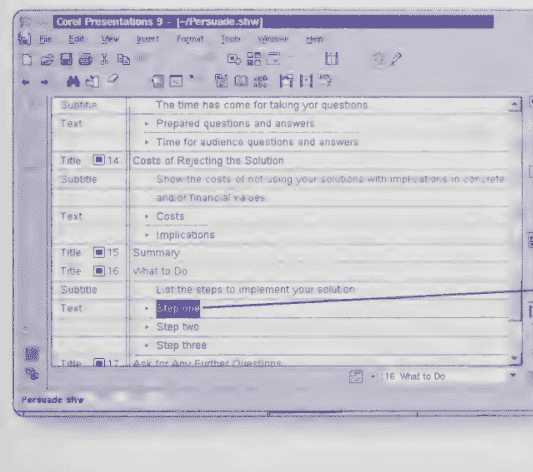 Corel Presentations 9 - [~/Persuade.shw]
File Edit View Insert Format Tools Window Help
Subtitle The time has come for taking yor questions
Text • Prepared questions and answers
• Time for audience questions and answers
Title 14 Costs of Rejecting the Solution
Subtitle Show the costs of not using your solutions with implications in concrete
and/or financial values
Text • Costs
• Implications
Title 15 Summary
Title 16 What to Do
Subtitle List the steps to implement your solution
Text • Step one
• Step two
• Step three
Title 17 Ask for Any Further Questions
16 What to Do
Persuade.shw